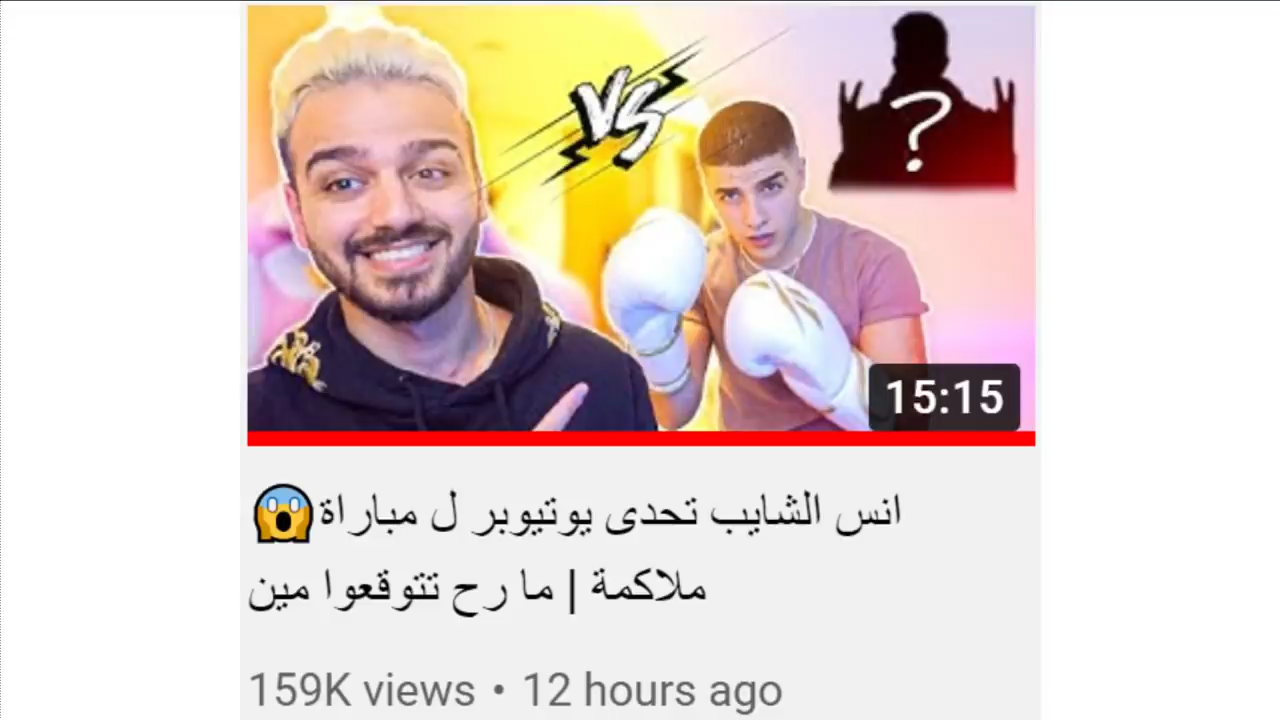 VS
?
15:15
انس الشايب تحدى يوتيوبر ل مباراة😱
ملاكمة | ما رح تتوقعوا مين
159K views • 12 hours ago